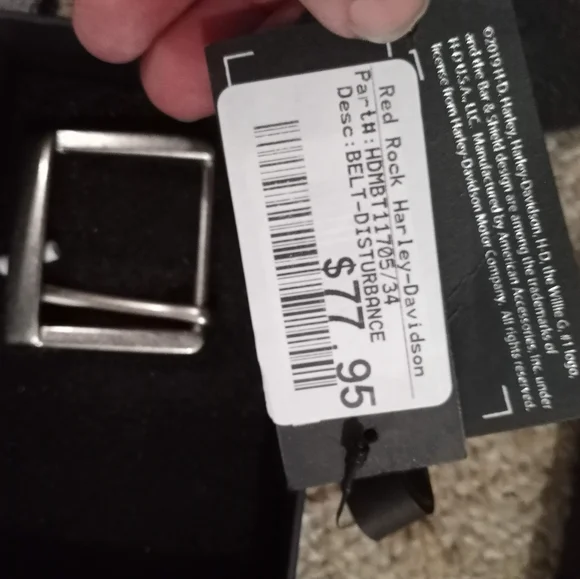 Red Rock Harley-Davidson
Part#:HDMBT11705/34
Desc:BELT-DISTURBANCE
$77.95
©2019 H-D. Harley, Harley-Davidson, H-D, the Willie G, #1 logo,
and the Bar & Shield design are among the trademarks of
H-D U.S.A., LLC. Manufactured by American Accessories, Inc. under
license from Harley-Davidson Motor Company. All rights reserved.